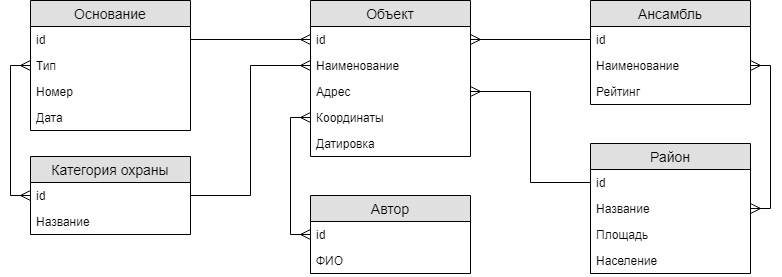 Основание
id
Тип
Номер
Дата
Категория охраны
id
Название
Объект
id
Наименование
Адрес
Координаты
Датировка
Автор
id
ФИО
Ансамбль
id
Наименование
Рейтинг
Район
id
Название
Площадь
Население